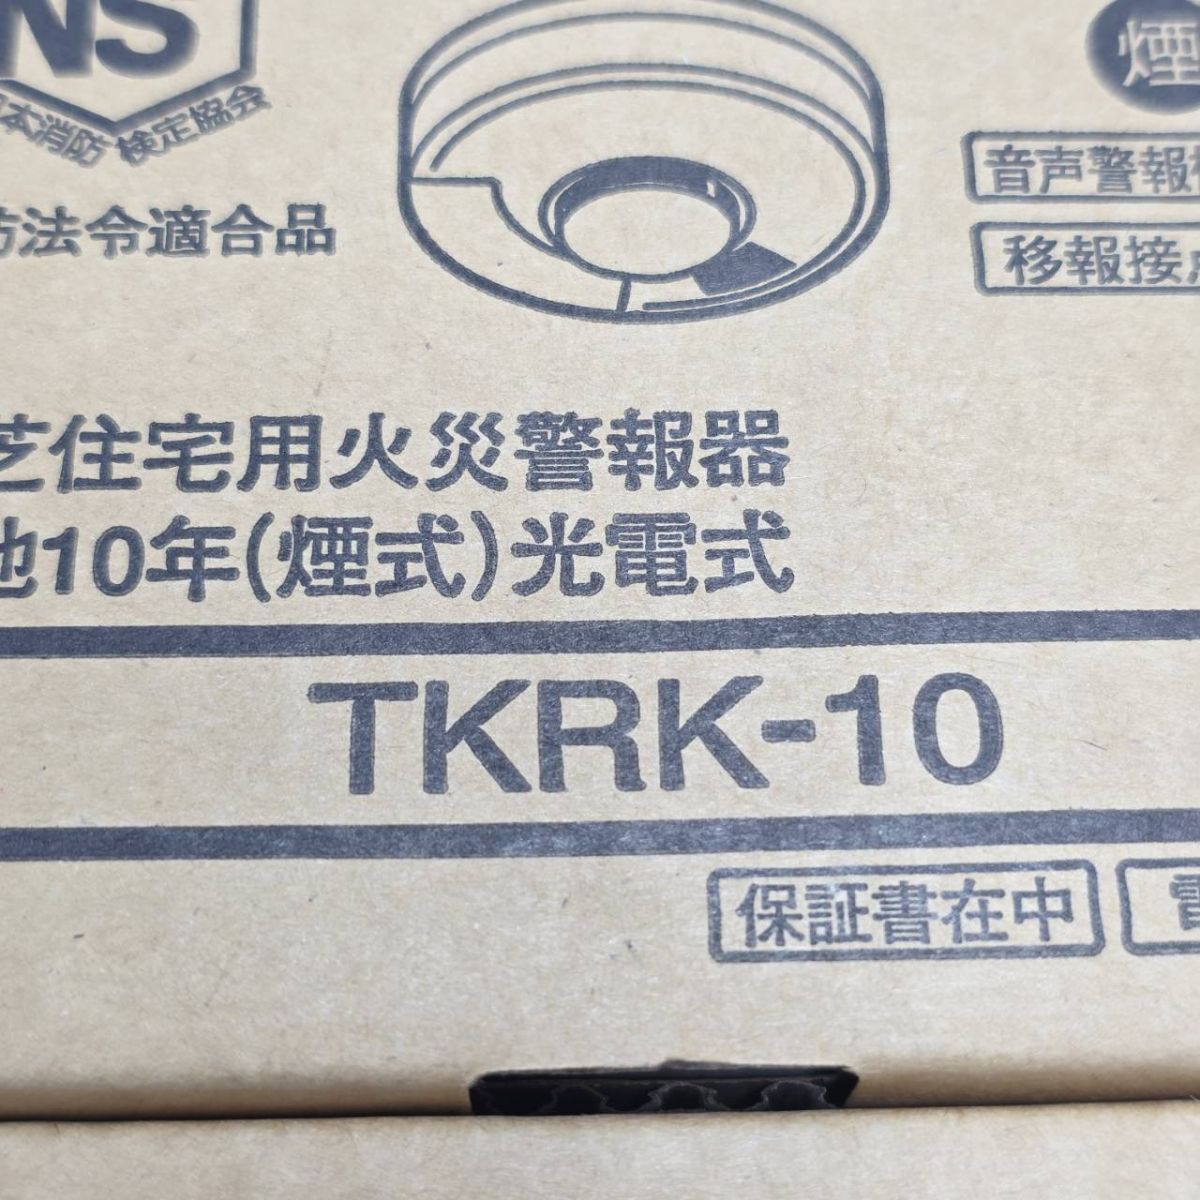 NS
本消防 検定協会
法令適合品
煙
音声警報
移報接
芝住宅用火災警報器
池10年(煙式)光電式
TKRK-10
保証書在中